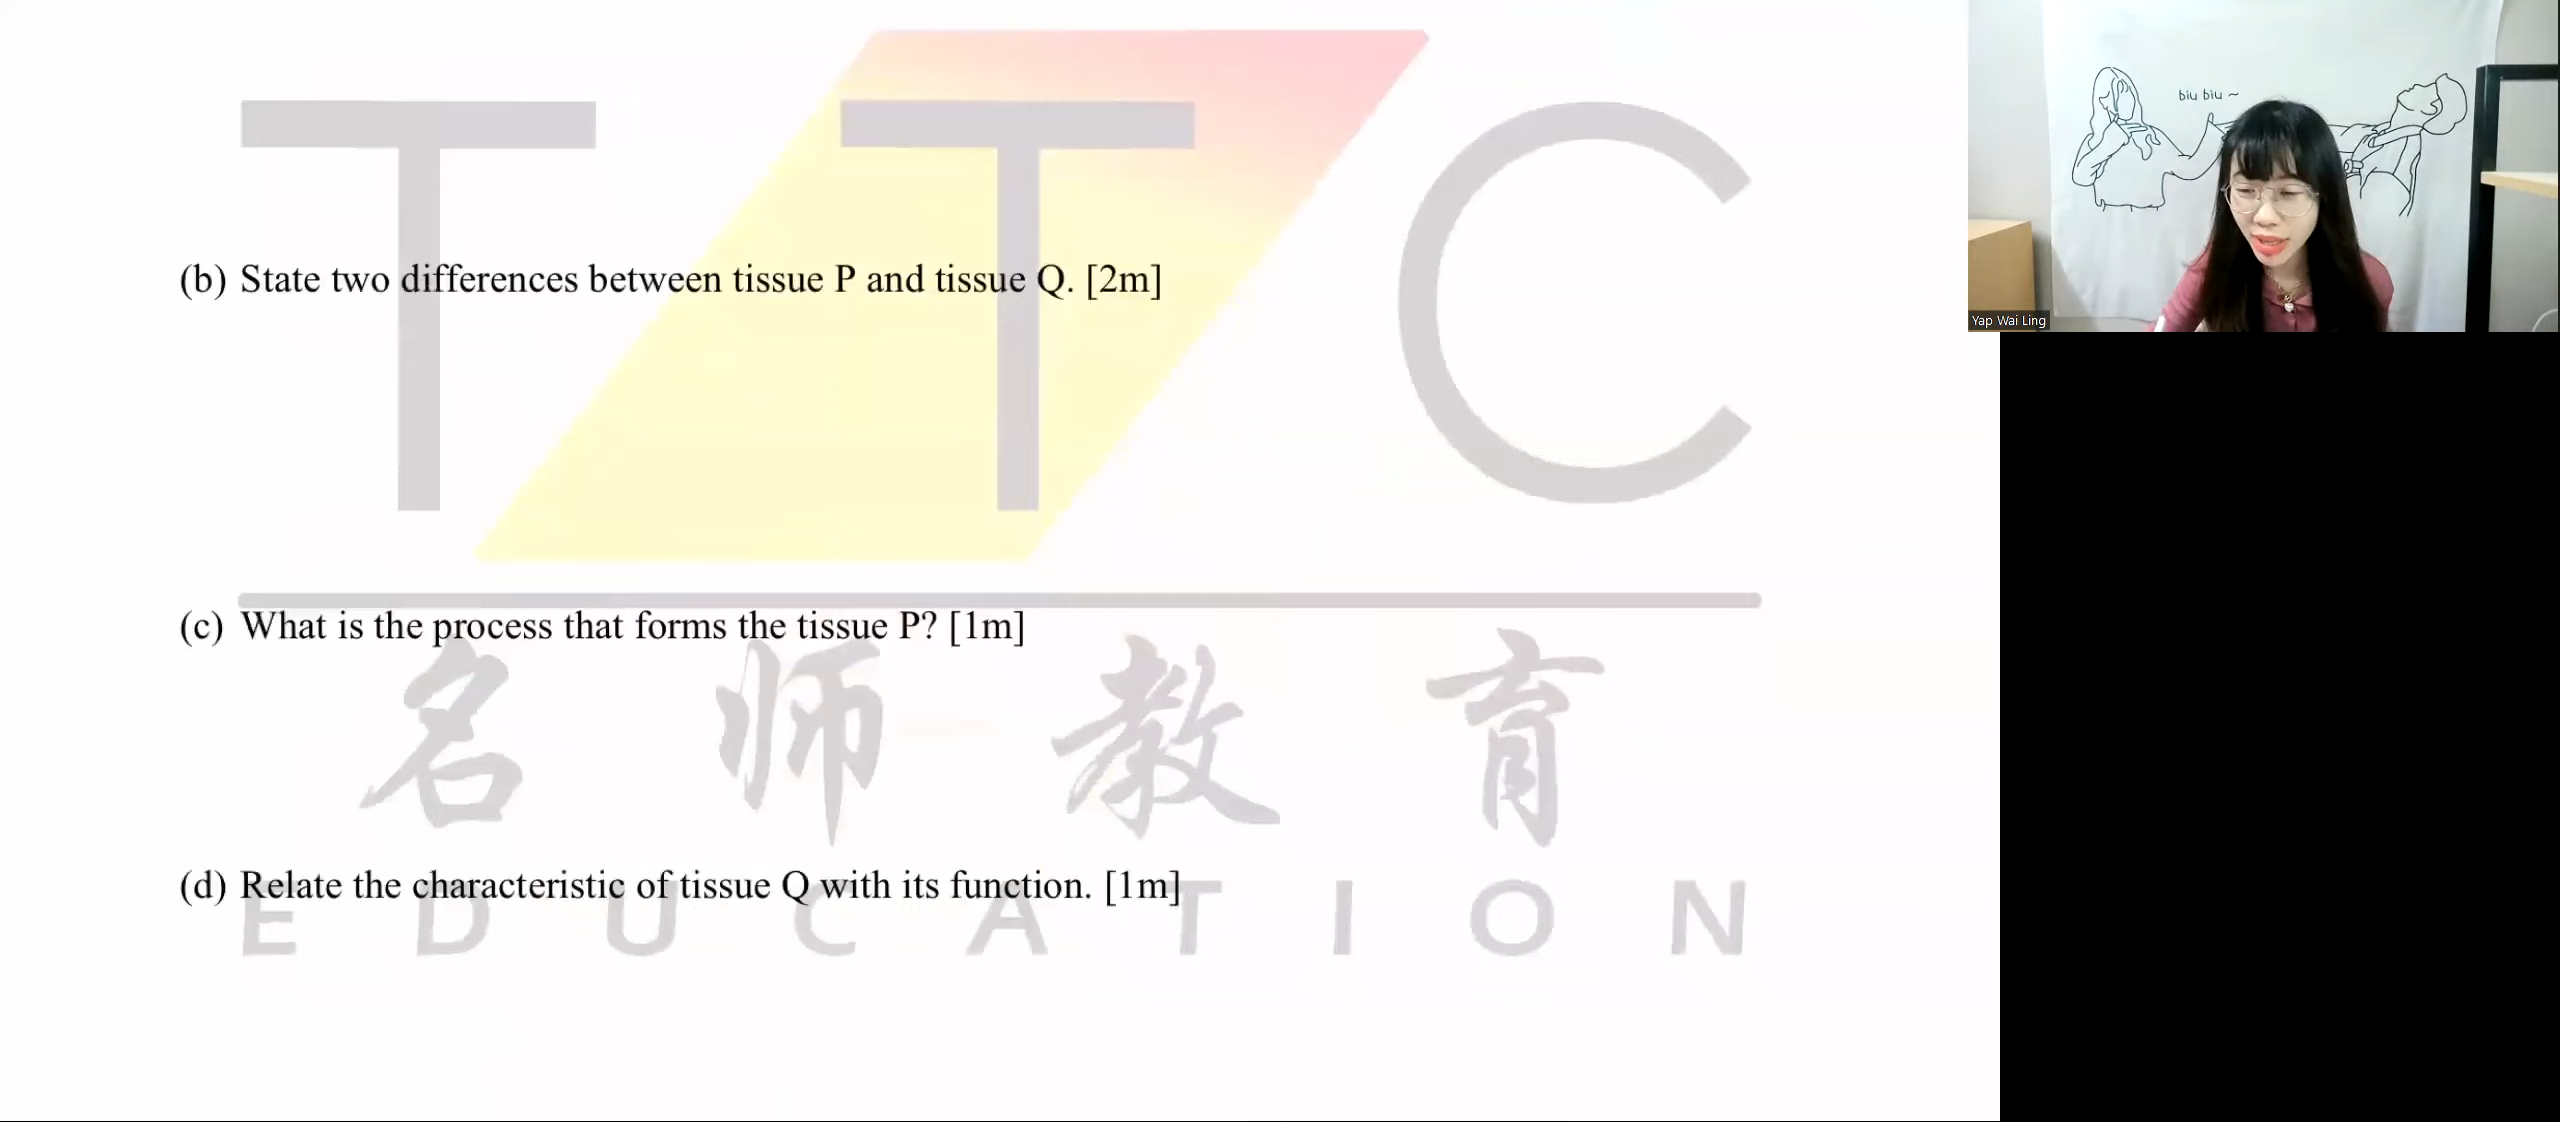 TTC
biu biu ~
Yap Wai Ling
(b) State two differences between tissue P and tissue Q. [2m]
(c) What is the process that forms the tissue P? [1m]
名师教育
(d) Relate the characteristic of tissue Q with its function. [1m]
EDUCATION